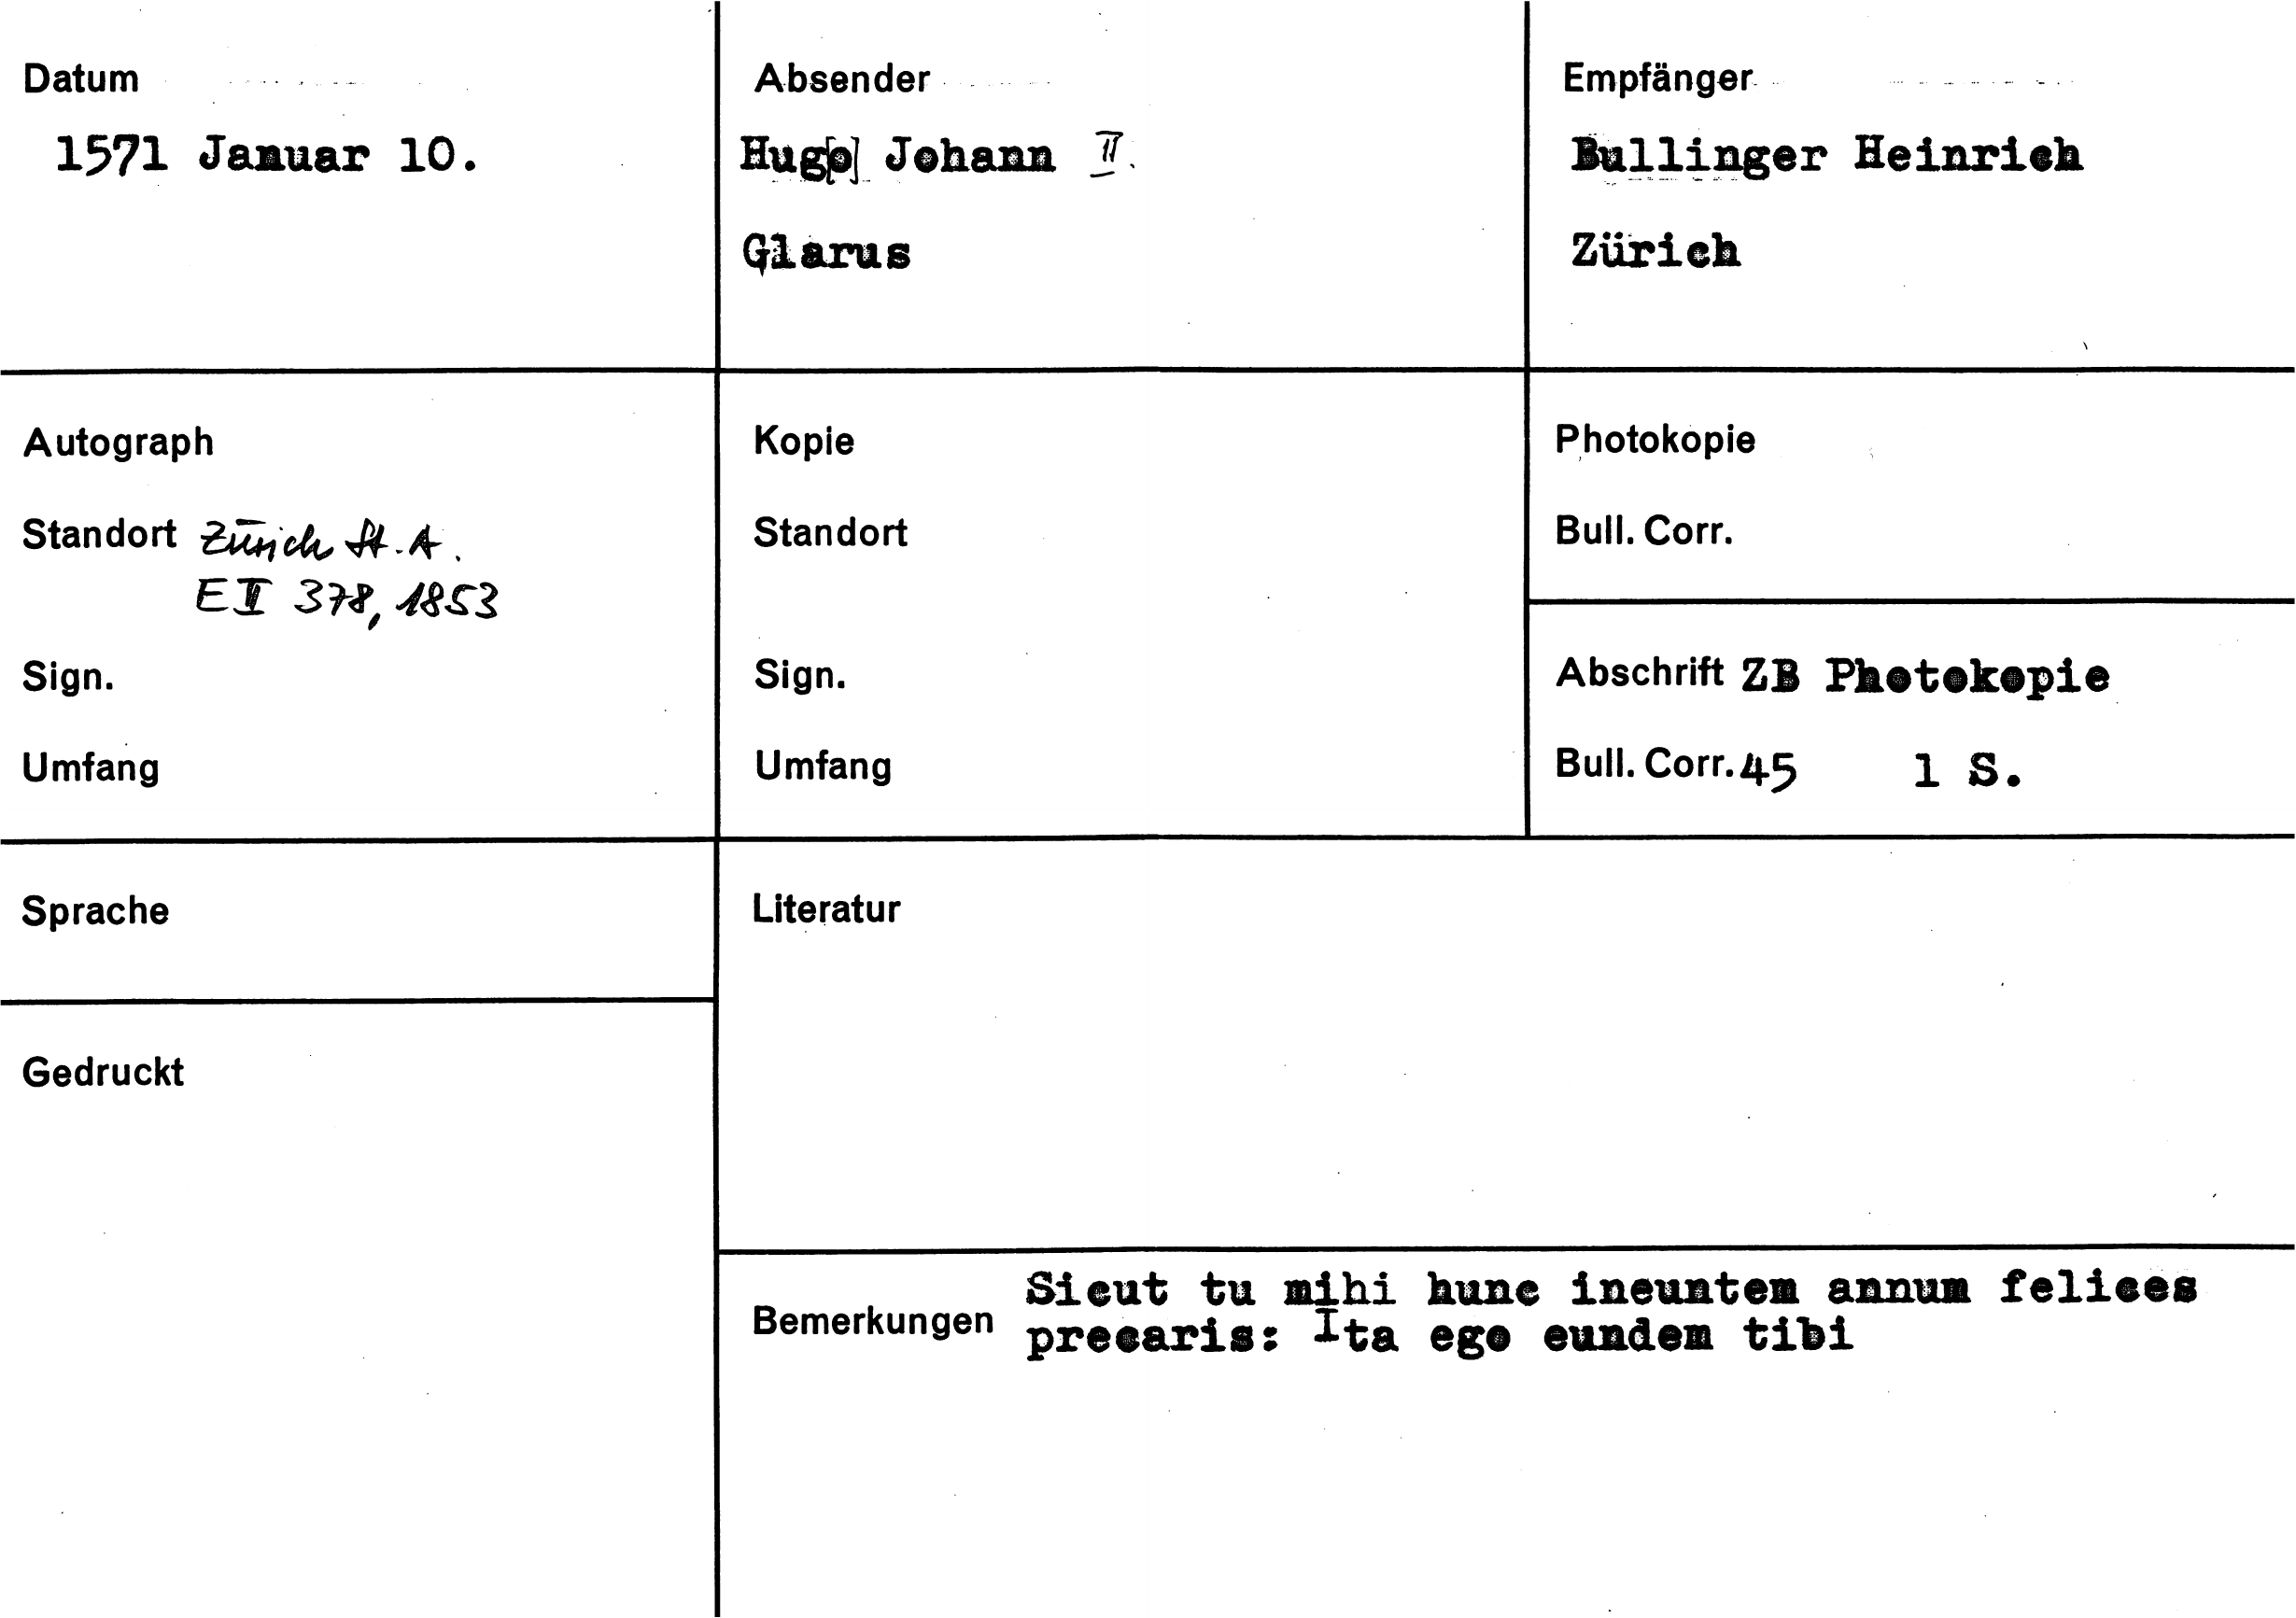 Datum
1571 Januar 10.
Absender
Hug[o] Johann II.
Glarus
Empfänger
Bullinger Heinrich
Zürich
Autograph
Standort Zürich St.A.
E II 378, 1853
Sign.
Umfang
Kopie
Standort
Sign.
Umfang
Photokopie
Bull. Corr.
Abschrift ZB Photokopie
Bull. Corr. 45 1 S.
Sprache
Gedruckt
Literatur
Bemerkungen
Sicut tu mihi hunc ineuntem annum felices
precaris: Ita ego eundem tibi